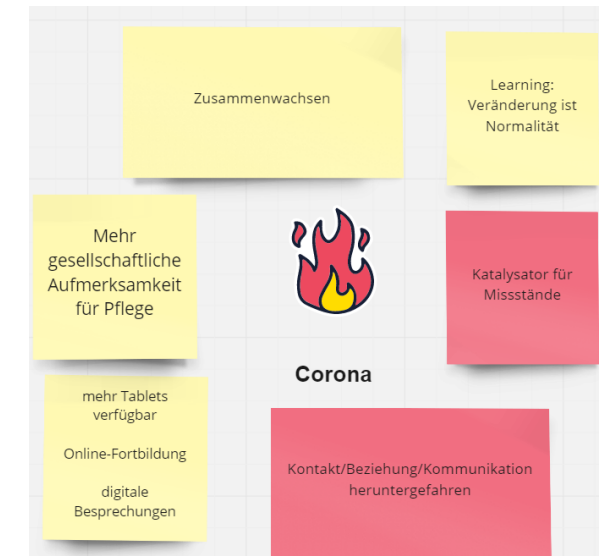 Zusammenwachsen
Learning:
Veränderung ist
Normalität
Mehr
gesellschaftliche
Aufmerksamkeit
für Pflege
Katalysator für
Missstände
Corona
mehr Tablets
verfügbar
Online-Fortbildung
digitale
Besprechungen
Kontakt/Beziehung/Kommunikation
heruntergefahren